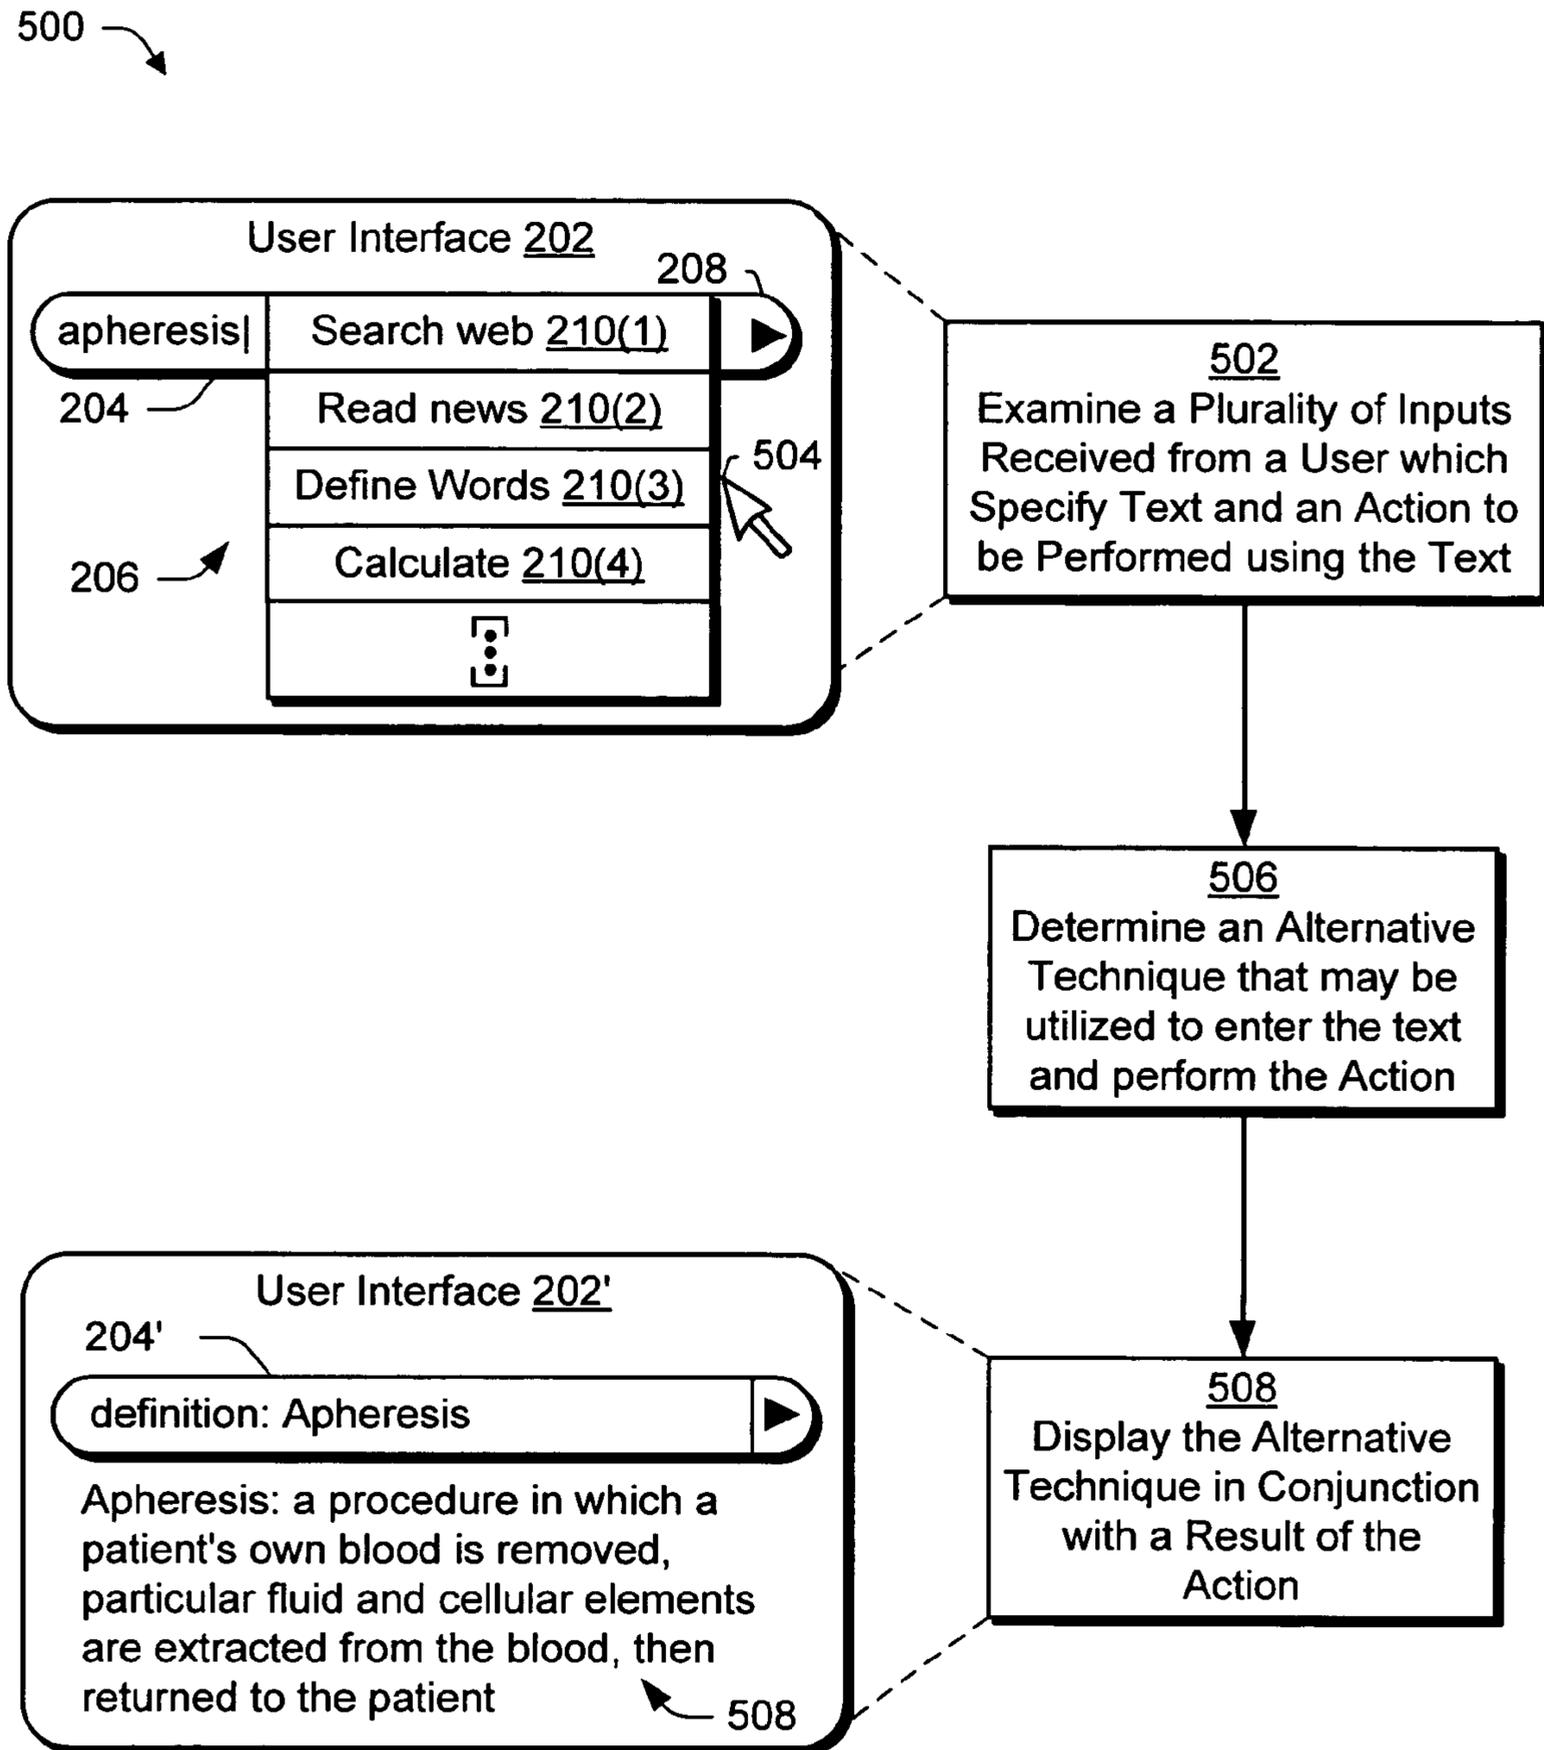 500
User Interface 202
208
apheresis|
Search web 210(1)
204
Read news 210(2)
504
Define Words 210(3)
206
Calculate 210(4)
502
Examine a Plurality of Inputs
Received from a User which
Specify Text and an Action to
be Performed using the Text
506
Determine an Alternative
Technique that may be
utilized to enter the text
and perform the Action
User Interface 202'
204'
definition: Apheresis
Apheresis: a procedure in which a
patient's own blood is removed,
particular fluid and cellular elements
are extracted from the blood, then
returned to the patient
508
508
Display the Alternative
Technique in Conjunction
with a Result of the
Action